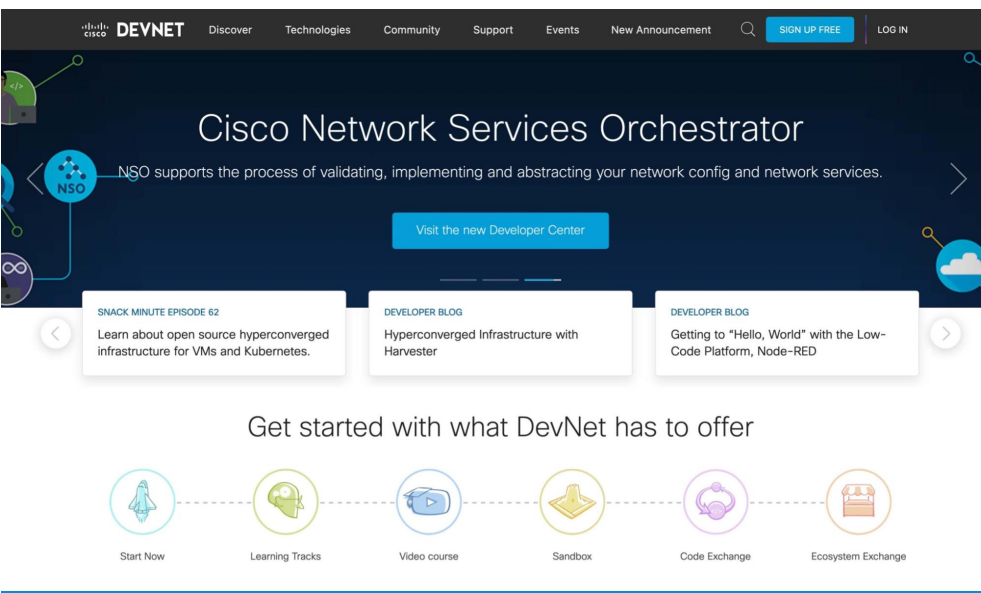 cisco DEVNET Discover Technologies Community Support Events New Announcement SIGN UP FREE LOG IN
Cisco Network Services Orchestrator
NSO supports the process of validating, implementing and abstracting your network config and network services.
NSO
Visit the new Developer Center
SNACK MINUTE EPISODE 62
Learn about open source hyperconverged
infrastructure for VMs and Kubernetes.
DEVELOPER BLOG
Hyperconverged Infrastructure with
Harvester
DEVELOPER BLOG
Getting to “Hello, World” with the Low-
Code Platform, Node-RED
Get started with what DevNet has to offer
Start Now Learning Tracks Video course Sandbox Code Exchange Ecosystem Exchange